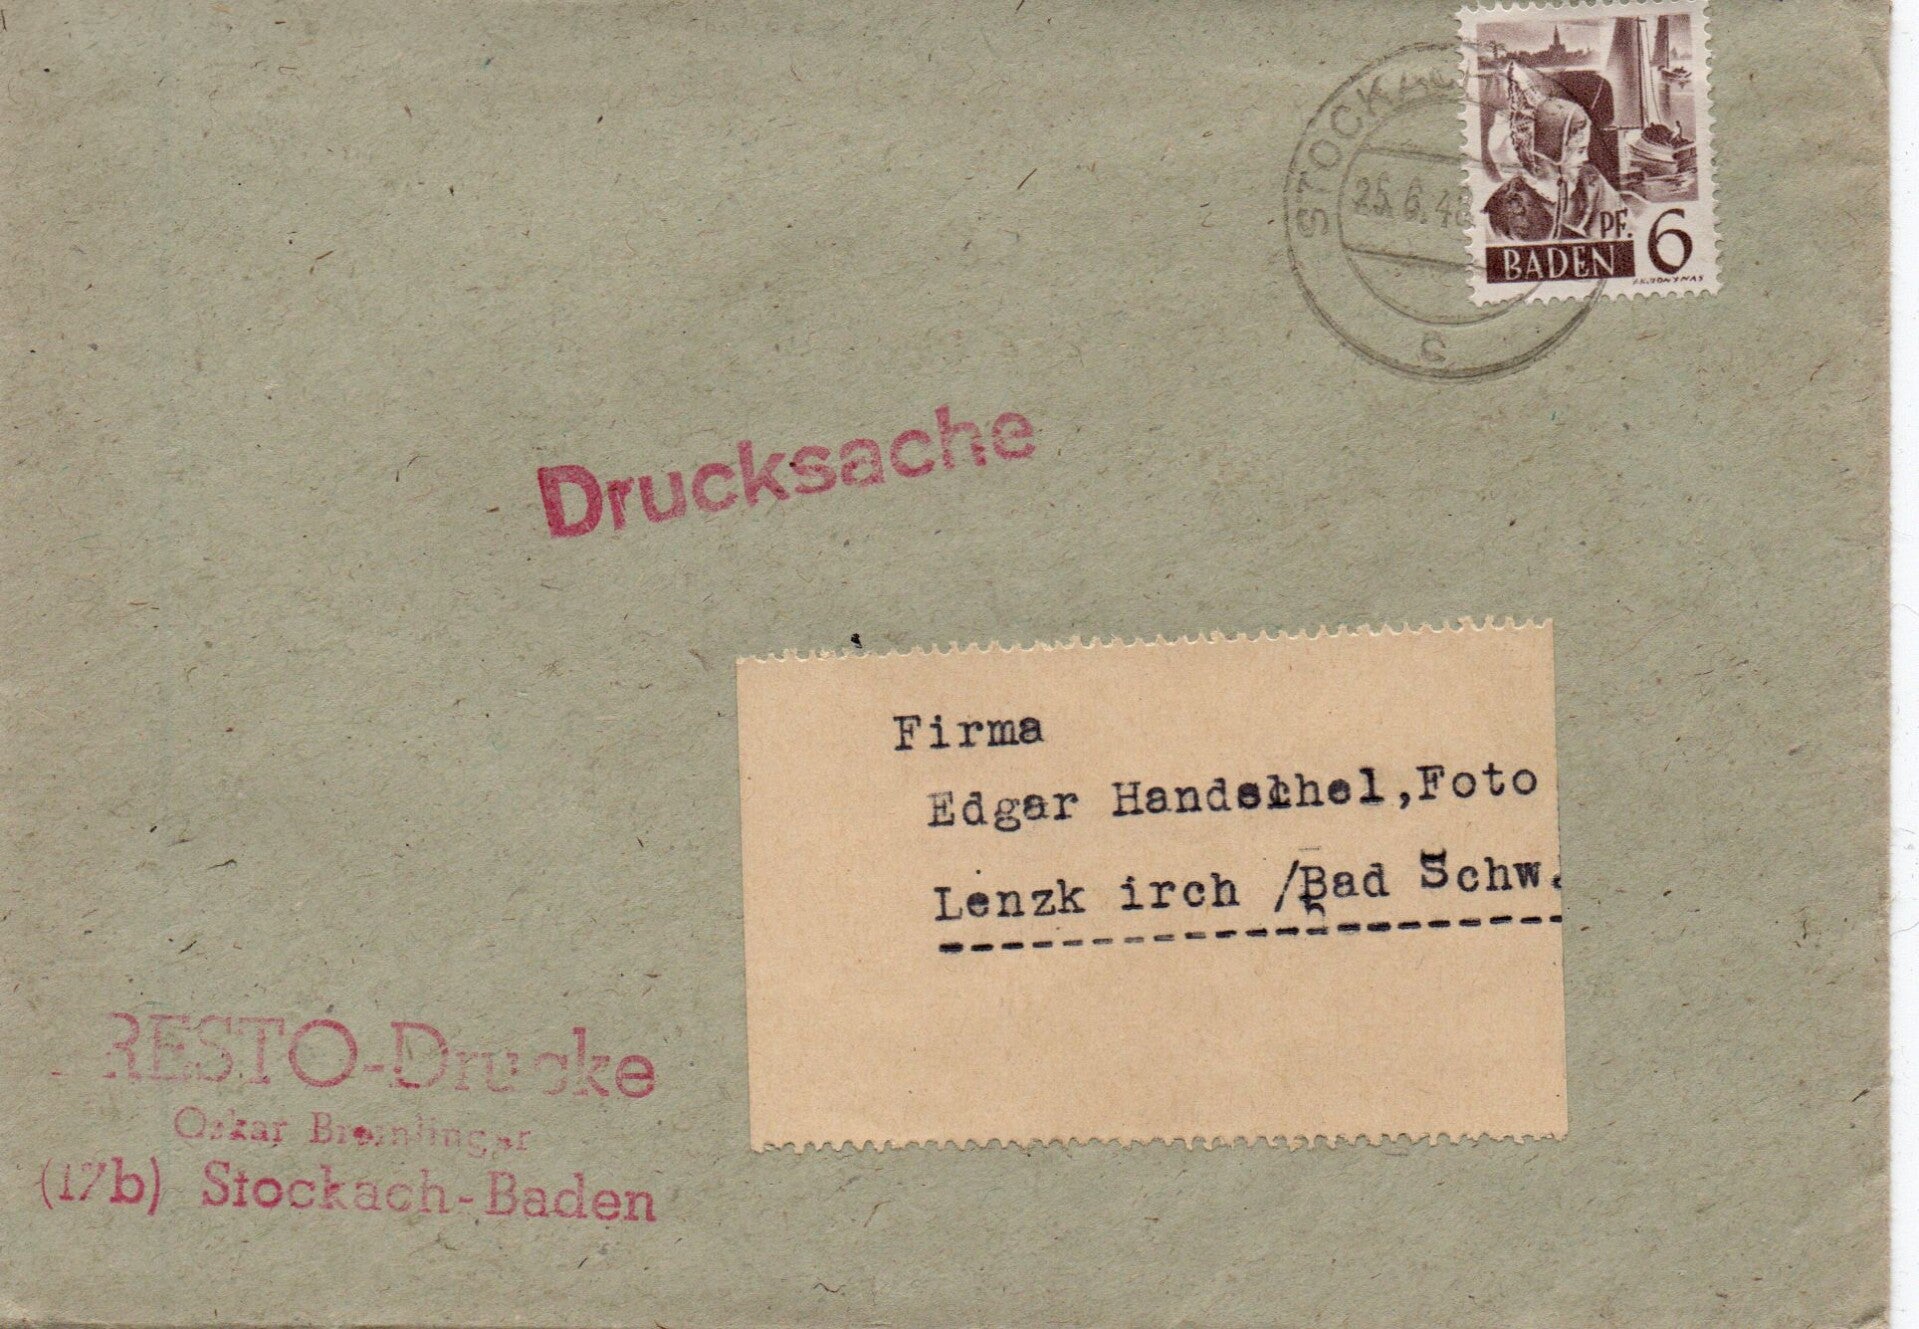 STOCKACH
25.6.48
c
PF.
BADEN 6
Drucksache
Firma
Edgar Handschel,Foto
Lenzk irch /Bad Schw.
RESTO-Drucke
Oskar
(17b) Stockach-Baden